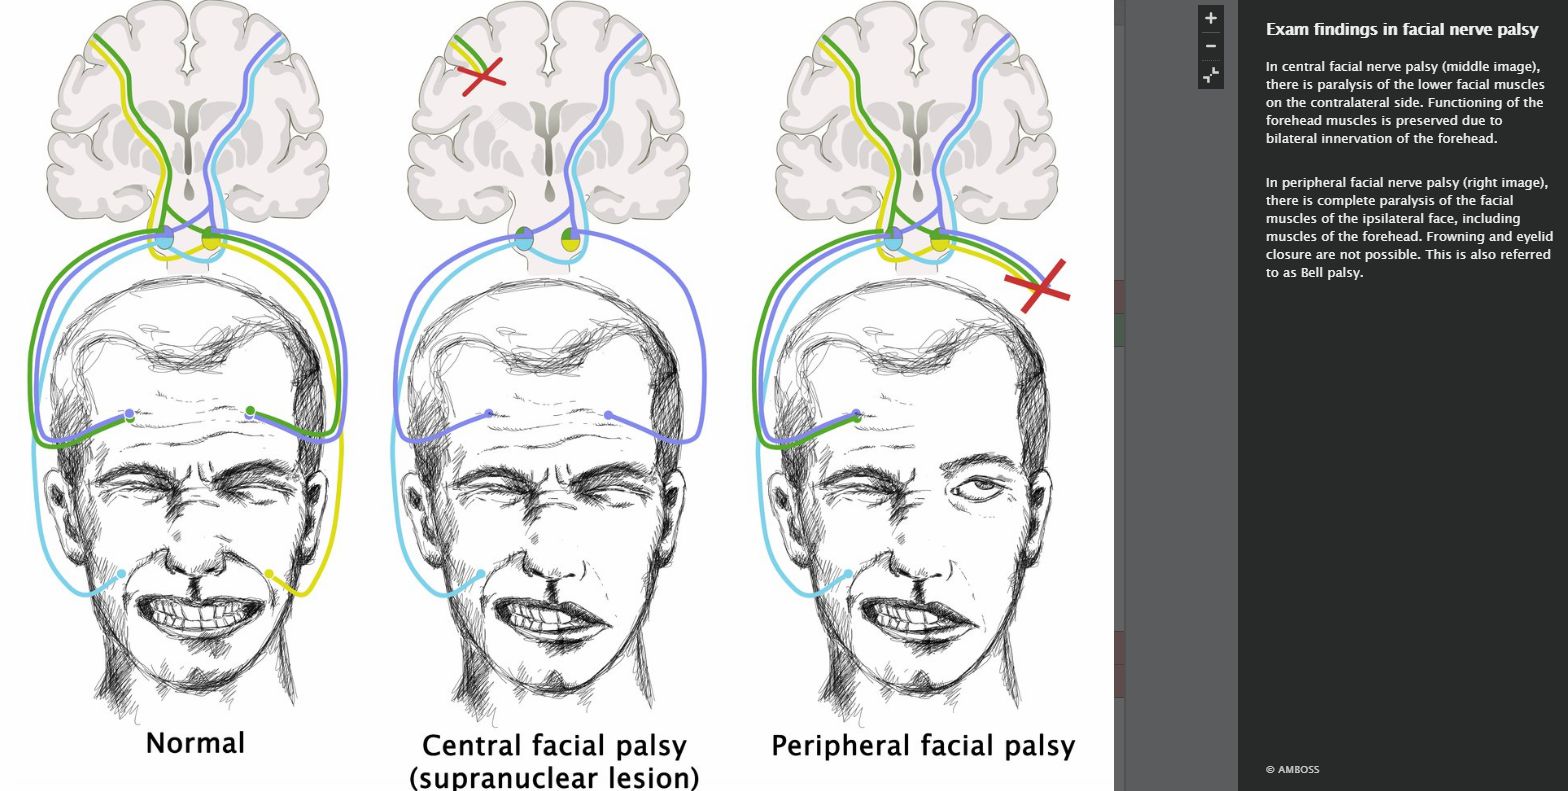 Exam findings in facial nerve palsy
In central facial nerve palsy (middle image),
there is paralysis of the lower facial muscles
on the contralateral side. Functioning of the
forehead muscles is preserved due to
bilateral innervation of the forehead.
In peripheral facial nerve palsy (right image),
there is complete paralysis of the facial
muscles of the ipsilateral face, including
muscles of the forehead. Frowning and eyelid
closure are not possible. This is also referred
to as Bell palsy.
Normal
Central facial palsy
(supranuclear lesion)
Peripheral facial palsy
© AMBOSS